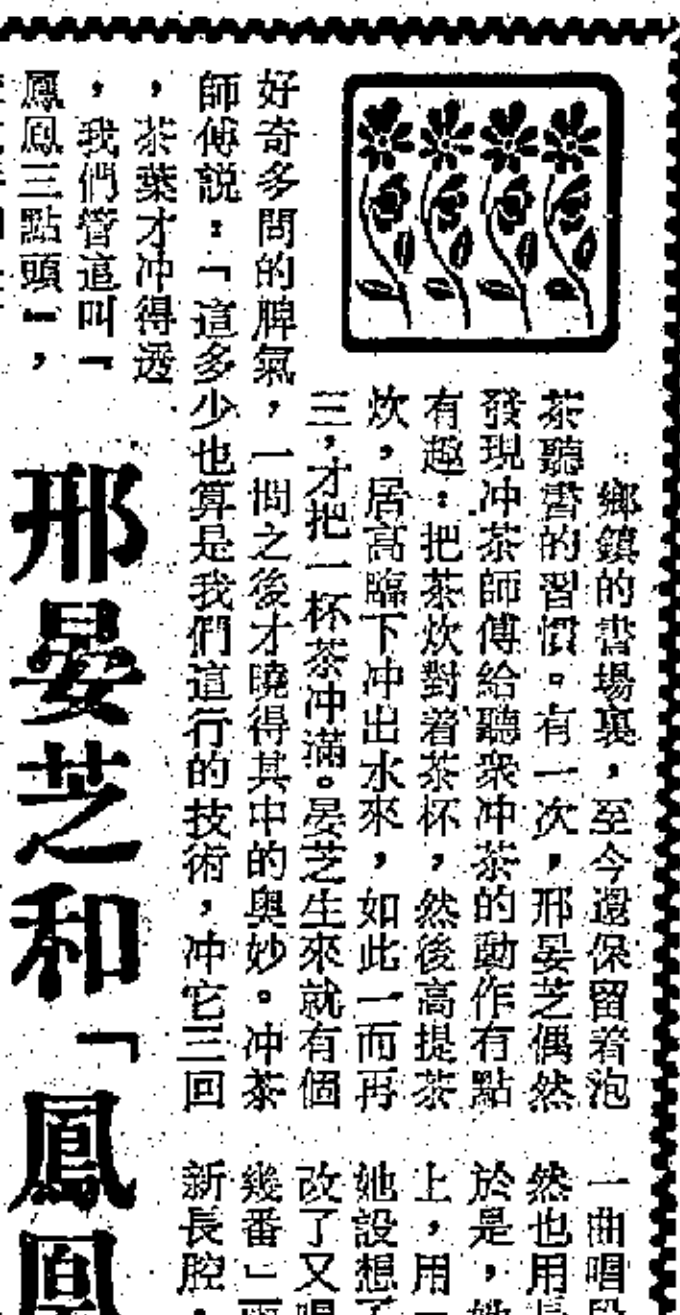 鄉鎮的書場裏，至今還保留着泡
茶聽書的習慣。有一次，邢晏芝偶然
發現冲茶師傅給聽衆冲茶的動作有點
有趣：把茶炊對着茶杯，然後高提茶
炊，居高臨下冲出水來，如此一而再
三，才把一杯茶冲滿。晏芝生來就有個
好奇多問的脾氣，一問之後才曉得其中的奧妙。冲茶
師傅説：「這多少也算是我們這行的技術，冲它三回
，茶葉才冲得透
，我們管這叫「
鳳凰三點頭」，
邢晏芝和「鳳凰
一曲唱
然也用
於是，
上，用一
她設想
改了又
幾番」
新長腔，